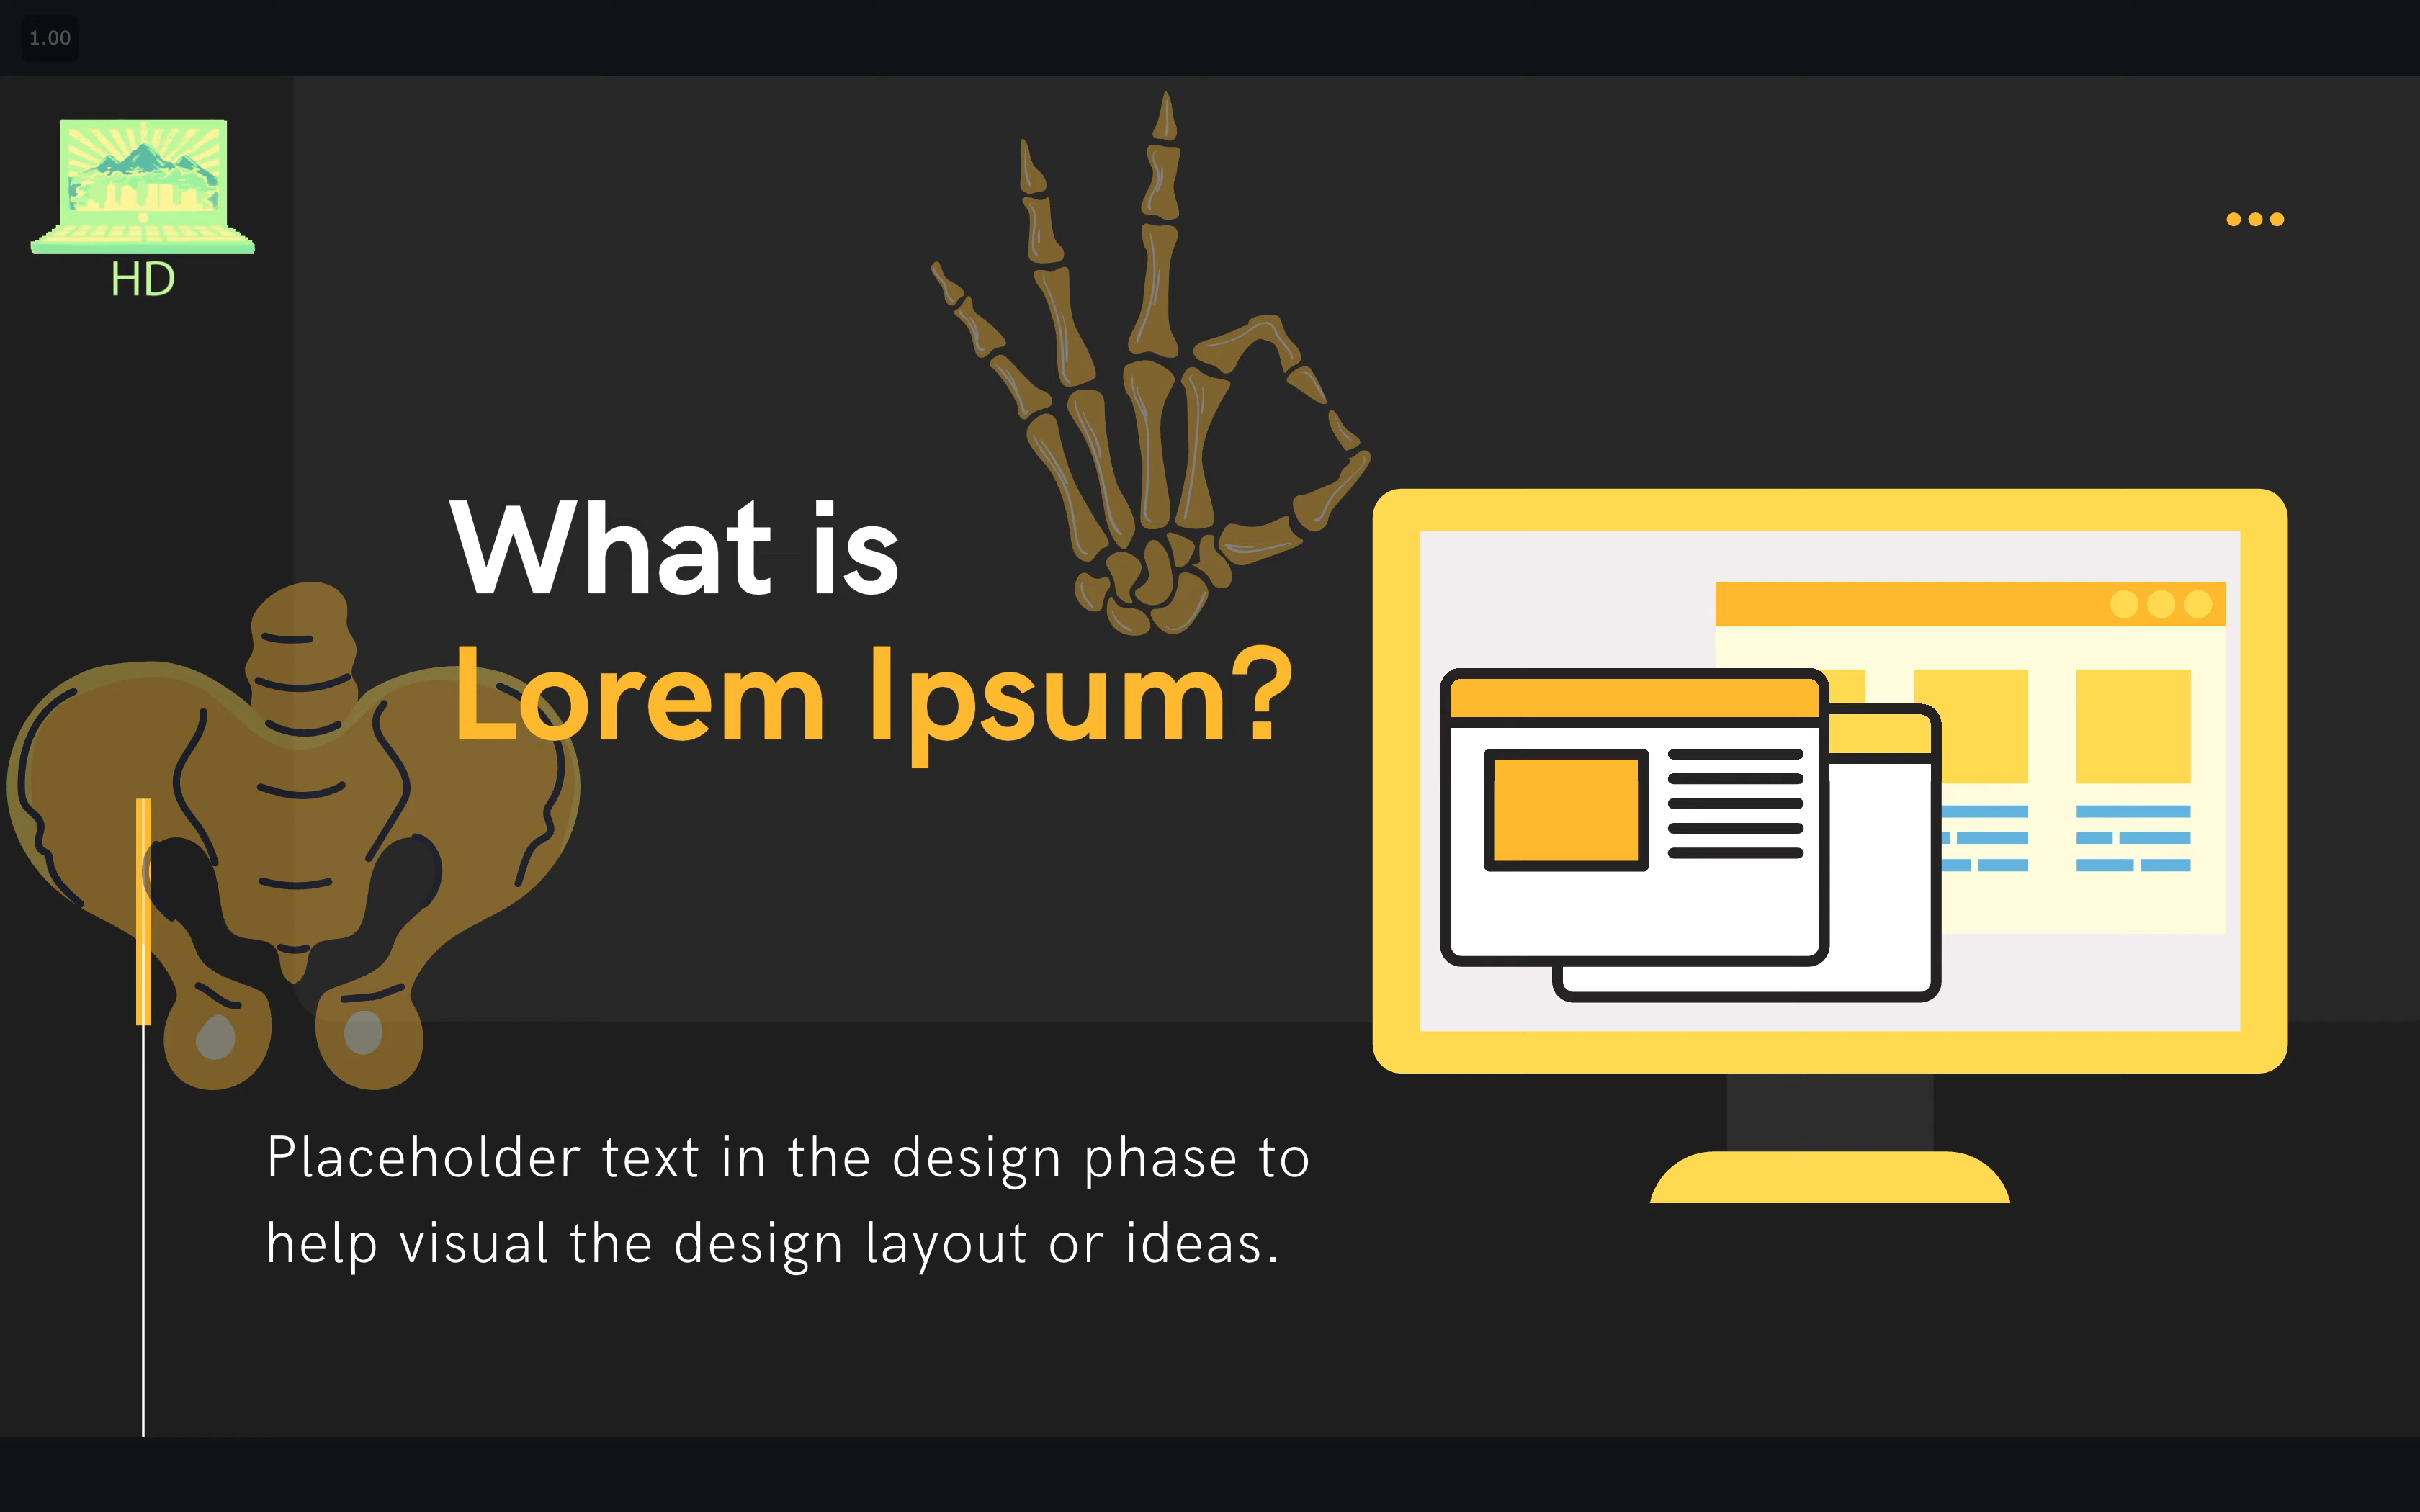 1.00
HD
What is
Lorem Ipsum?
Placeholder text in the design phase to
help visual the design layout or ideas.